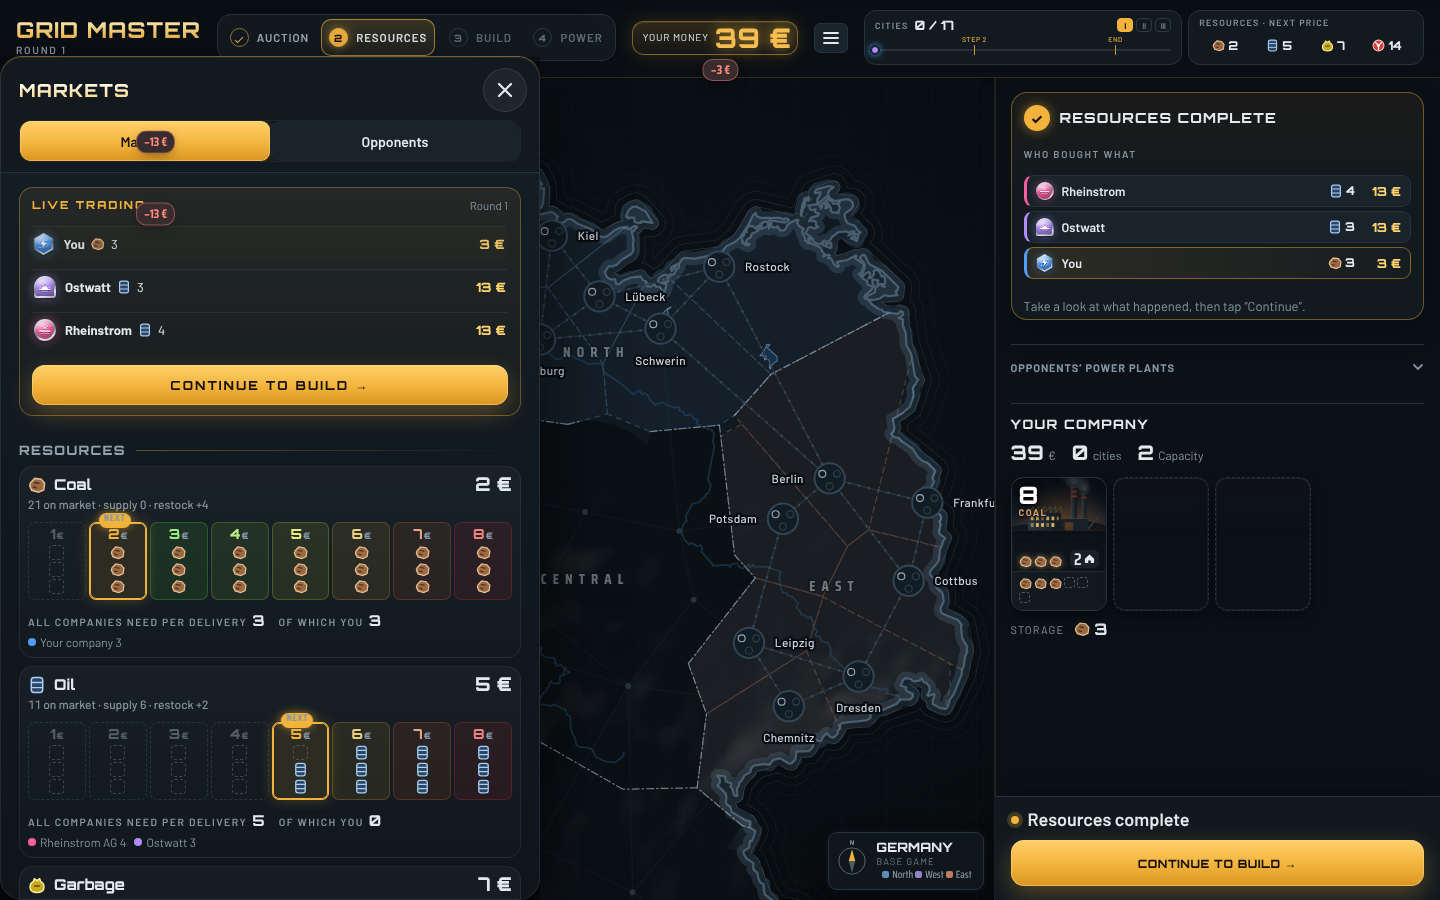 GRID MASTER
ROUND 1
AUCTION
2 RESOURCES
3 BUILD
4 POWER
YOUR MONEY 39 €
-3 €
CITIES 0 / 17
I II III
STEP 2
END
RESOURCES · NEXT PRICE
2 5 7 14
MARKETS
-13 €
Opponents
LIVE TRADING
Round 1
-13 €
You 3 3 €
Ostwatt 3 13 €
Rheinstrom 4 13 €
CONTINUE TO BUILD →
RESOURCES
Coal 2 €
21 on market · supply 0 · restock +4
NEXT
1€ 2€ 3€ 4€ 5€ 6€ 7€ 8€
ALL COMPANIES NEED PER DELIVERY 3 OF WHICH YOU 3
Your company 3
Oil 5 €
11 on market · supply 6 · restock +2
NEXT
1€ 2€ 3€ 4€ 5€ 6€ 7€ 8€
ALL COMPANIES NEED PER DELIVERY 5 OF WHICH YOU 0
Rheinstrom AG 4 Ostwatt 3
Garbage 7 €
Kiel
Rostock
Lübeck
NORTH
Schwerin
burg
Berlin
Potsdam
Frankfu
CENTRAL
EAST
Cottbus
Leipzig
Dresden
Chemnitz
N
GERMANY
BASE GAME
North West East
RESOURCES COMPLETE
WHO BOUGHT WHAT
Rheinstrom 4 13 €
Ostwatt 3 13 €
You 3 3 €
Take a look at what happened, then tap “Continue”.
OPPONENTS’ POWER PLANTS
YOUR COMPANY
39 € 0 cities 2 Capacity
8
COAL
2
STORAGE 3
Resources complete
CONTINUE TO BUILD →